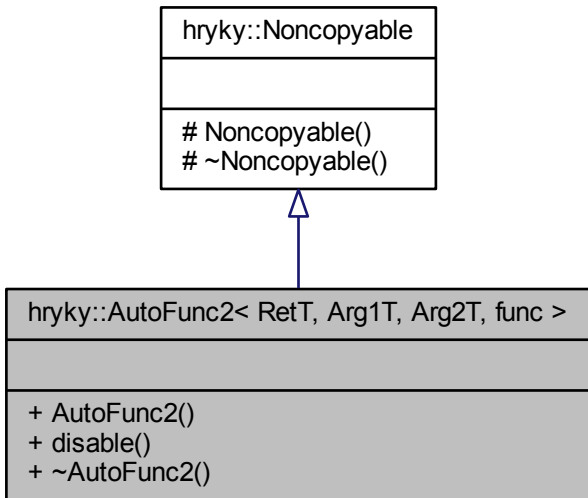 hryky::Noncopyable
# Noncopyable()
# ~Noncopyable()
hryky::AutoFunc2< RetT, Arg1T, Arg2T, func >
+ AutoFunc2()
+ disable()
+ ~AutoFunc2()